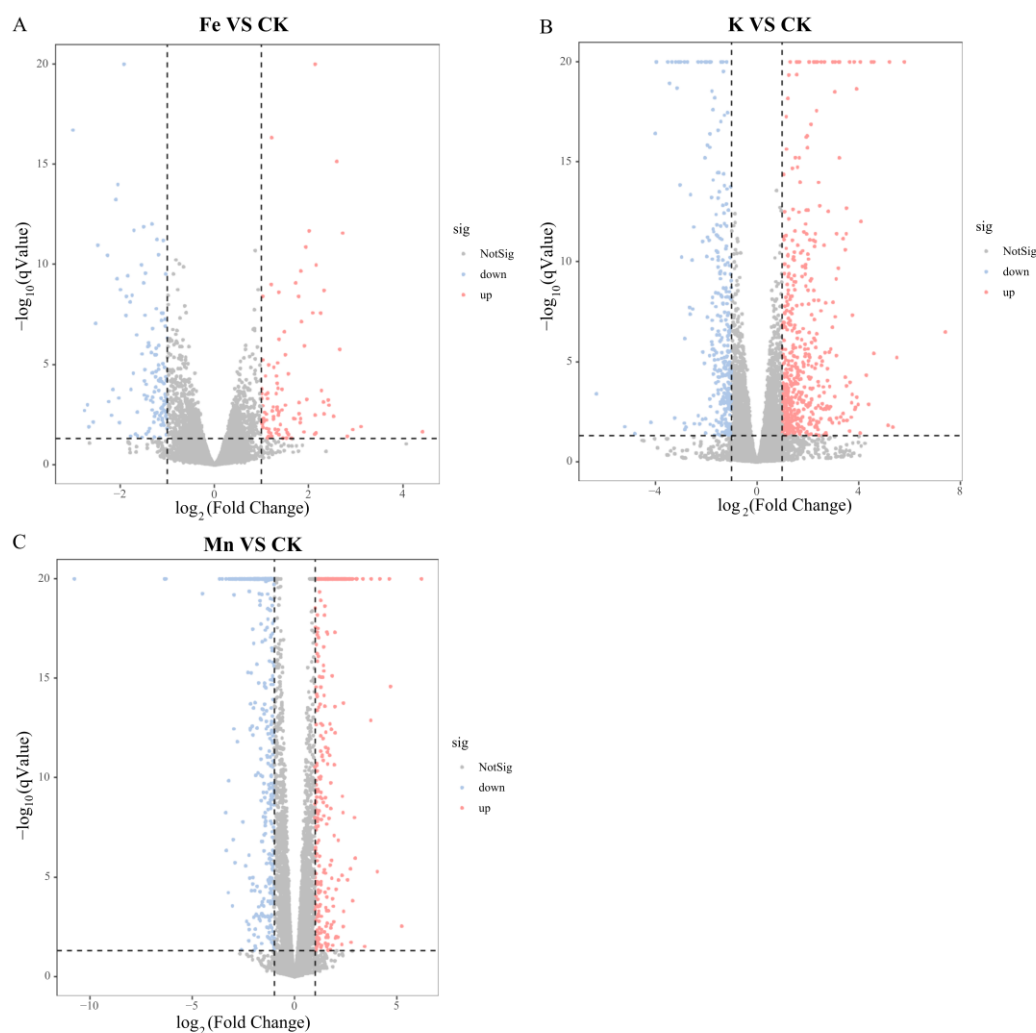 A
Fe VS CK
20
15
10
5
0
−log10(qValue)
−2
0
2
4
log2(Fold Change)
sig
NotSig
down
up
B
K VS CK
20
15
10
5
0
−log10(qValue)
−4
0
4
8
log2(Fold Change)
sig
NotSig
down
up
C
Mn VS CK
20
15
10
5
0
−log10(qValue)
−10
−5
0
5
log2(Fold Change)
sig
NotSig
down
up